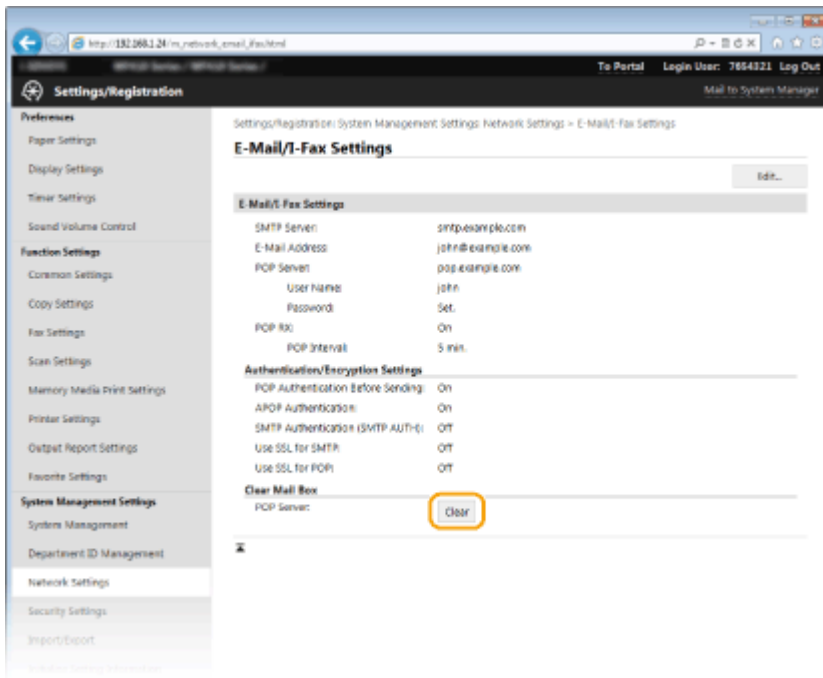 http://192.168.1.24/m_network_email_ifax.html
To Portal Login User: 7654321 Log Out
Settings/Registration
Mail to System Manager
Preferences
Paper Settings
Display Settings
Timer Settings
Sound Volume Control
Function Settings
Common Settings
Copy Settings
Fax Settings
Scan Settings
Memory Media Print Settings
Printer Settings
Output Report Settings
Favorite Settings
System Management Settings
System Management
Department ID Management
Network Settings
Security Settings
Import/Export
Settings/Registration: System Management Settings: Network Settings > E-Mail/I-Fax Settings
E-Mail/I-Fax Settings
Edit...
E-Mail/I-Fax Settings
SMTP Server: smtp.example.com
E-Mail Address: john@example.com
POP Server: pop.example.com
User Name: john
Password: Set.
POP RX: On
POP Interval: 5 min.
Authentication/Encryption Settings
POP Authentication Before Sending: On
APOP Authentication: On
SMTP Authentication (SMTP AUTH): Off
Use SSL for SMTP: Off
Use SSL for POP: Off
Clear Mail Box
POP Server: Clear